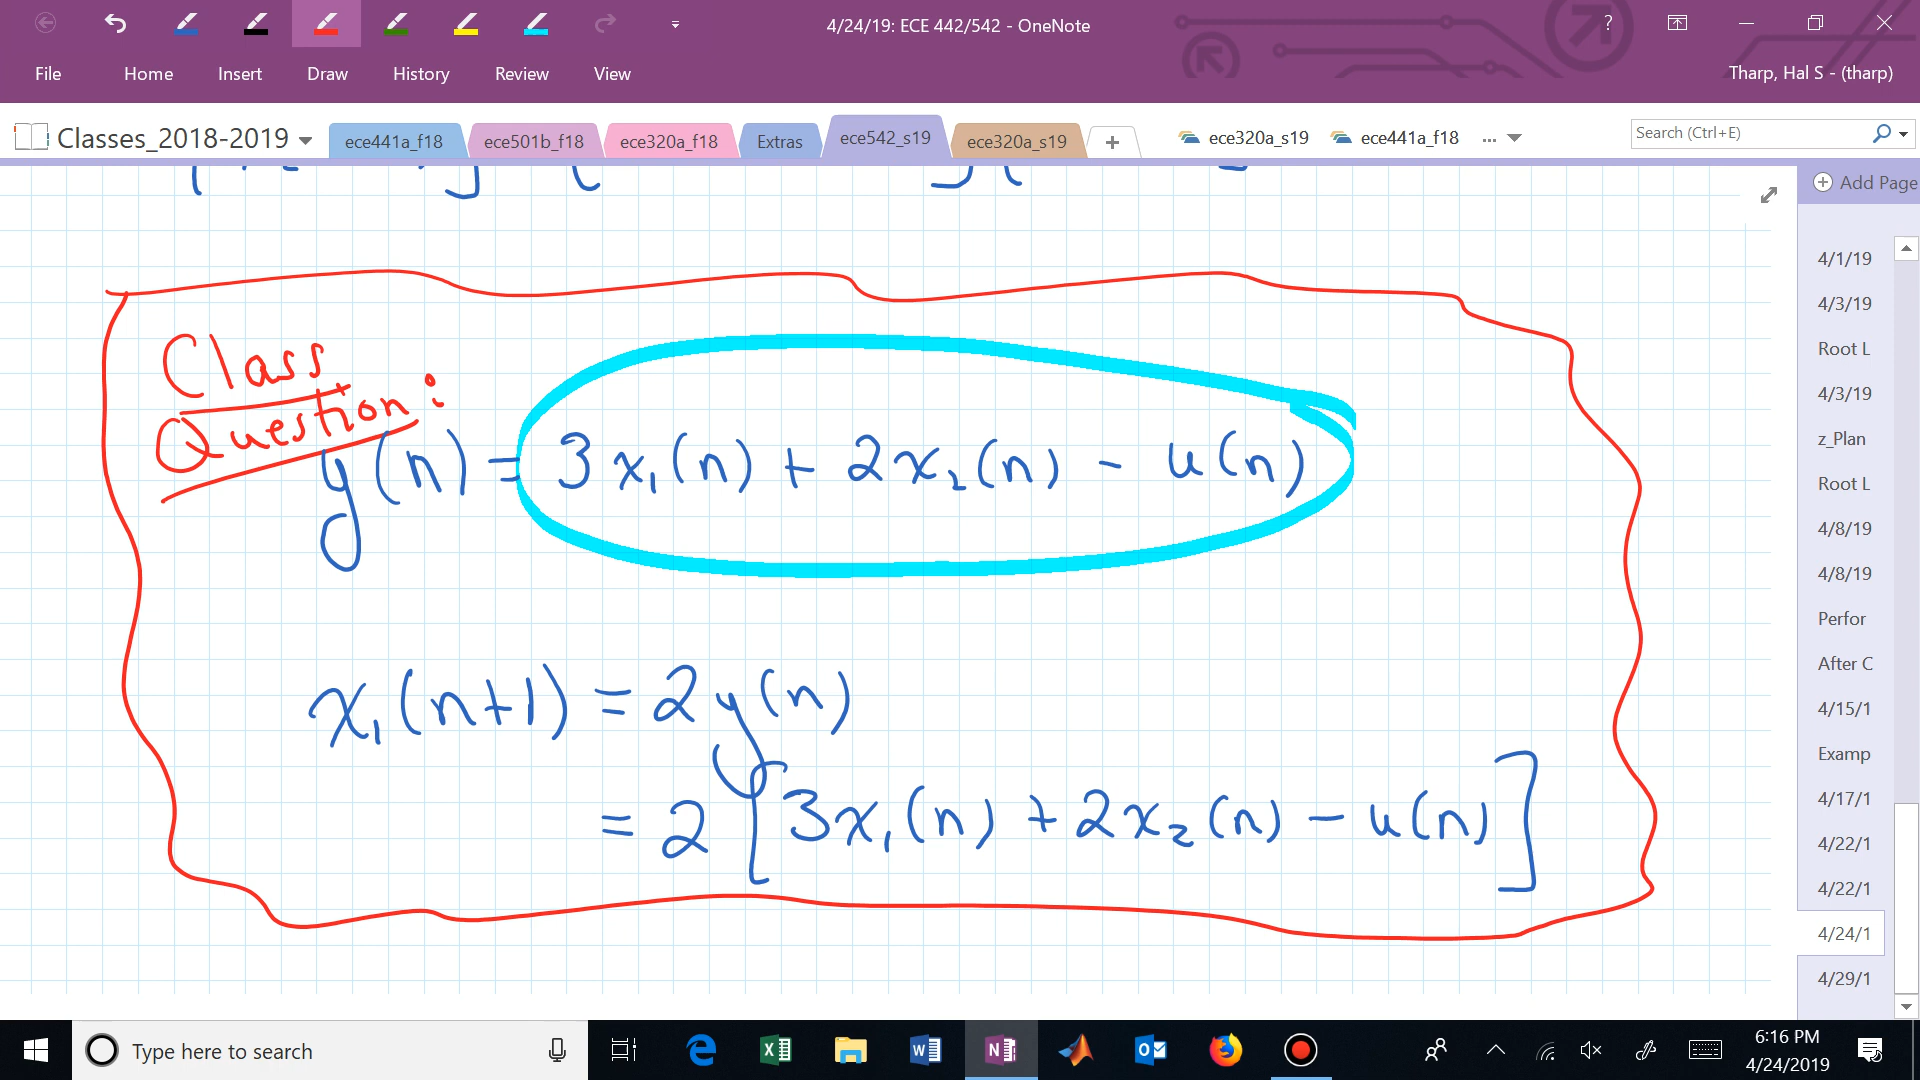 4/24/19: ECE 442/542 - OneNote
?
File Home Insert Draw History Review View
Tharp, Hal S - (tharp)
Classes_2018-2019
ece441a_f18 ece501b_f18 ece320a_f18 Extras ece542_s19 ece320a_s19 +
ece320a_s19 ece441a_f18 ...
Search (Ctrl+E)
Add Page
Class
Question:
y(n) = 3x₁(n) + 2x₂(n) - u(n)
x₁(n+1) = 2y(n)
= 2[3x₁(n) + 2x₂(n) - u(n)]
4/1/19
4/3/19
Root L
4/3/19
z_Plan
Root L
4/8/19
4/8/19
Perfor
After C
4/15/1
Examp
4/17/1
4/22/1
4/22/1
4/24/1
4/29/1
Type here to search
6:16 PM
4/24/2019